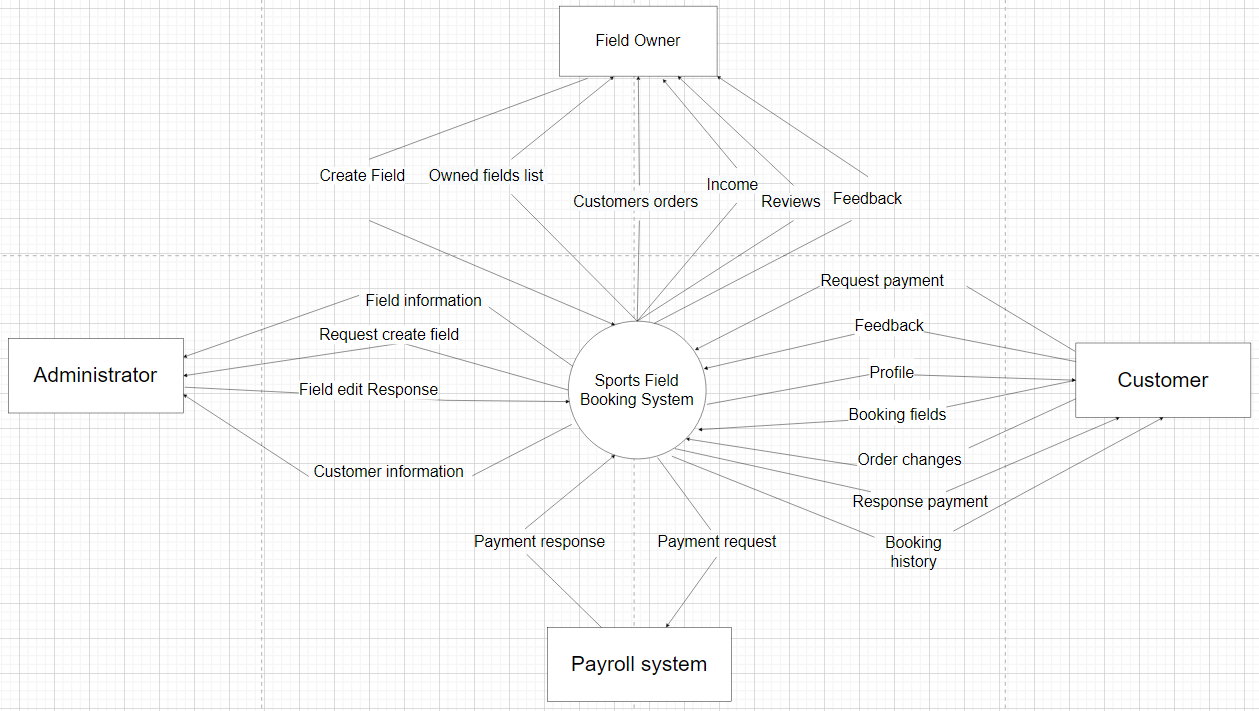 Field Owner
Create Field
Owned fields list
Customers orders
Income
Reviews
Feedback
Request payment
Field information
Feedback
Request create field
Administrator
Profile
Customer
Sports Field
Booking System
Field edit Response
Booking fields
Order changes
Customer information
Response payment
Payment response
Payment request
Booking
history
Payroll system